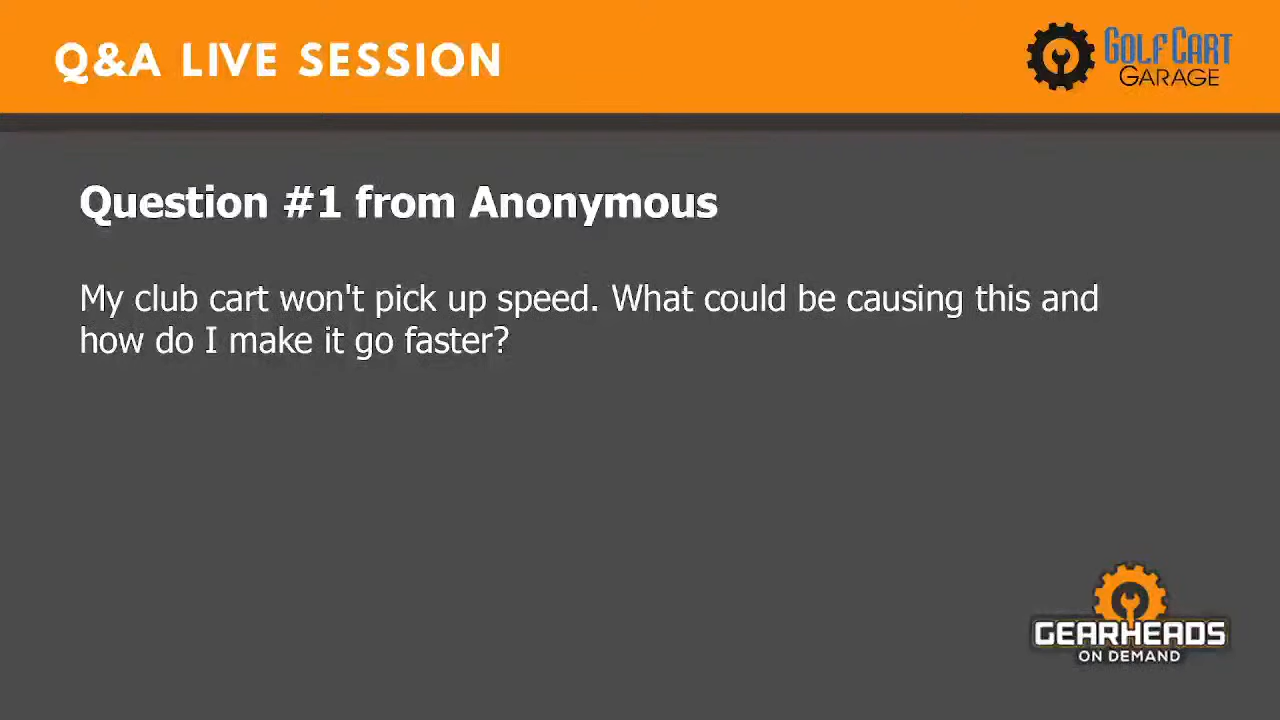 Q&A LIVE SESSION
GOLF CART
GARAGE
Question #1 from Anonymous
My club cart won't pick up speed. What could be causing this and
how do I make it go faster?
GEARHEADS
ON DEMAND